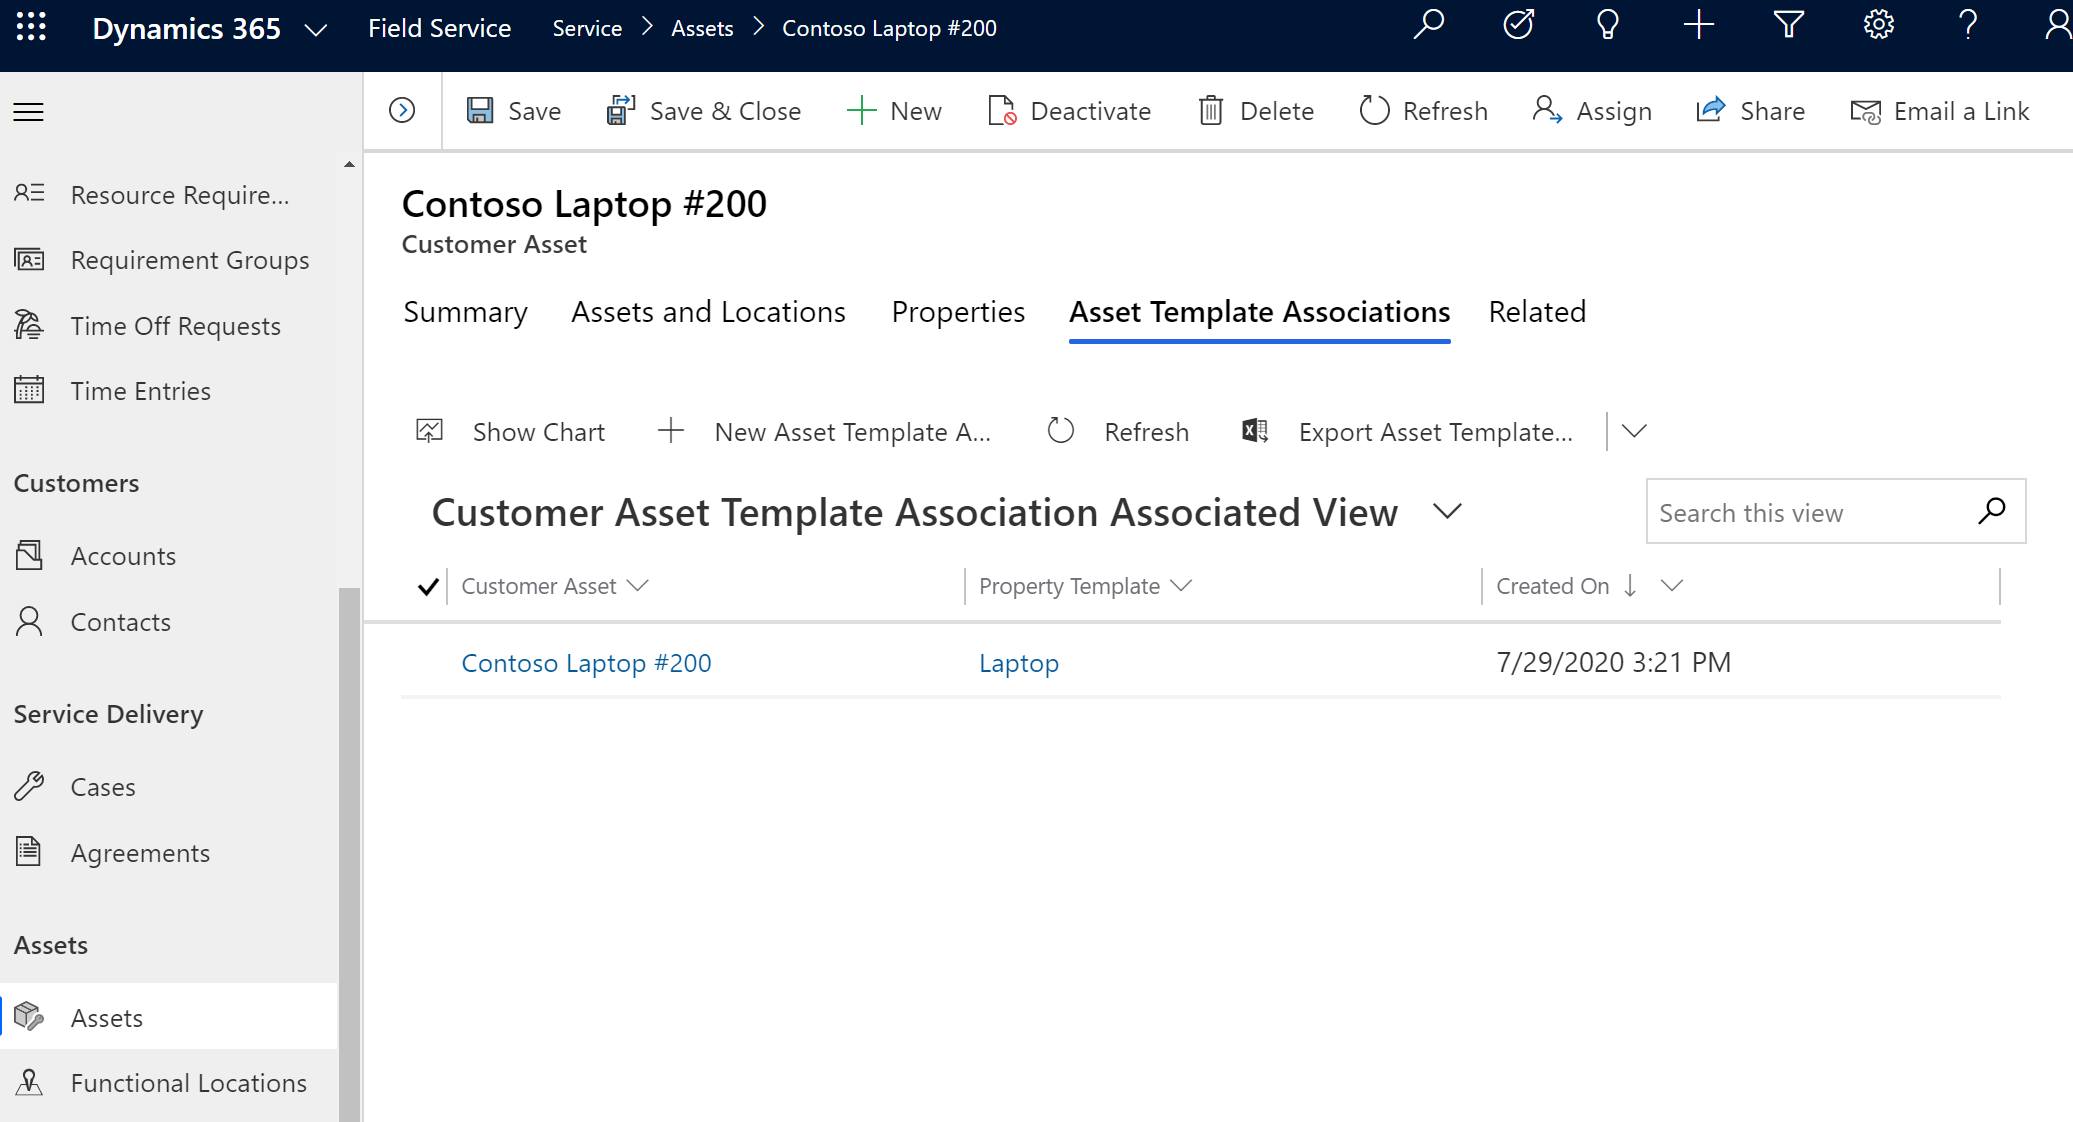 Dynamics 365 Field Service Service Assets Contoso Laptop #200
Save Save & Close New Deactivate Delete Refresh Assign Share Email a Link
Resource Require...
Requirement Groups
Time Off Requests
Time Entries
Customers
Accounts
Contacts
Service Delivery
Cases
Agreements
Assets
Assets
Functional Locations
Contoso Laptop #200
Customer Asset
Summary Assets and Locations Properties Asset Template Associations Related
Show Chart New Asset Template A... Refresh Export Asset Template...
Customer Asset Template Association Associated View
Search this view
Customer Asset Property Template Created On
Contoso Laptop #200 Laptop 7/29/2020 3:21 PM